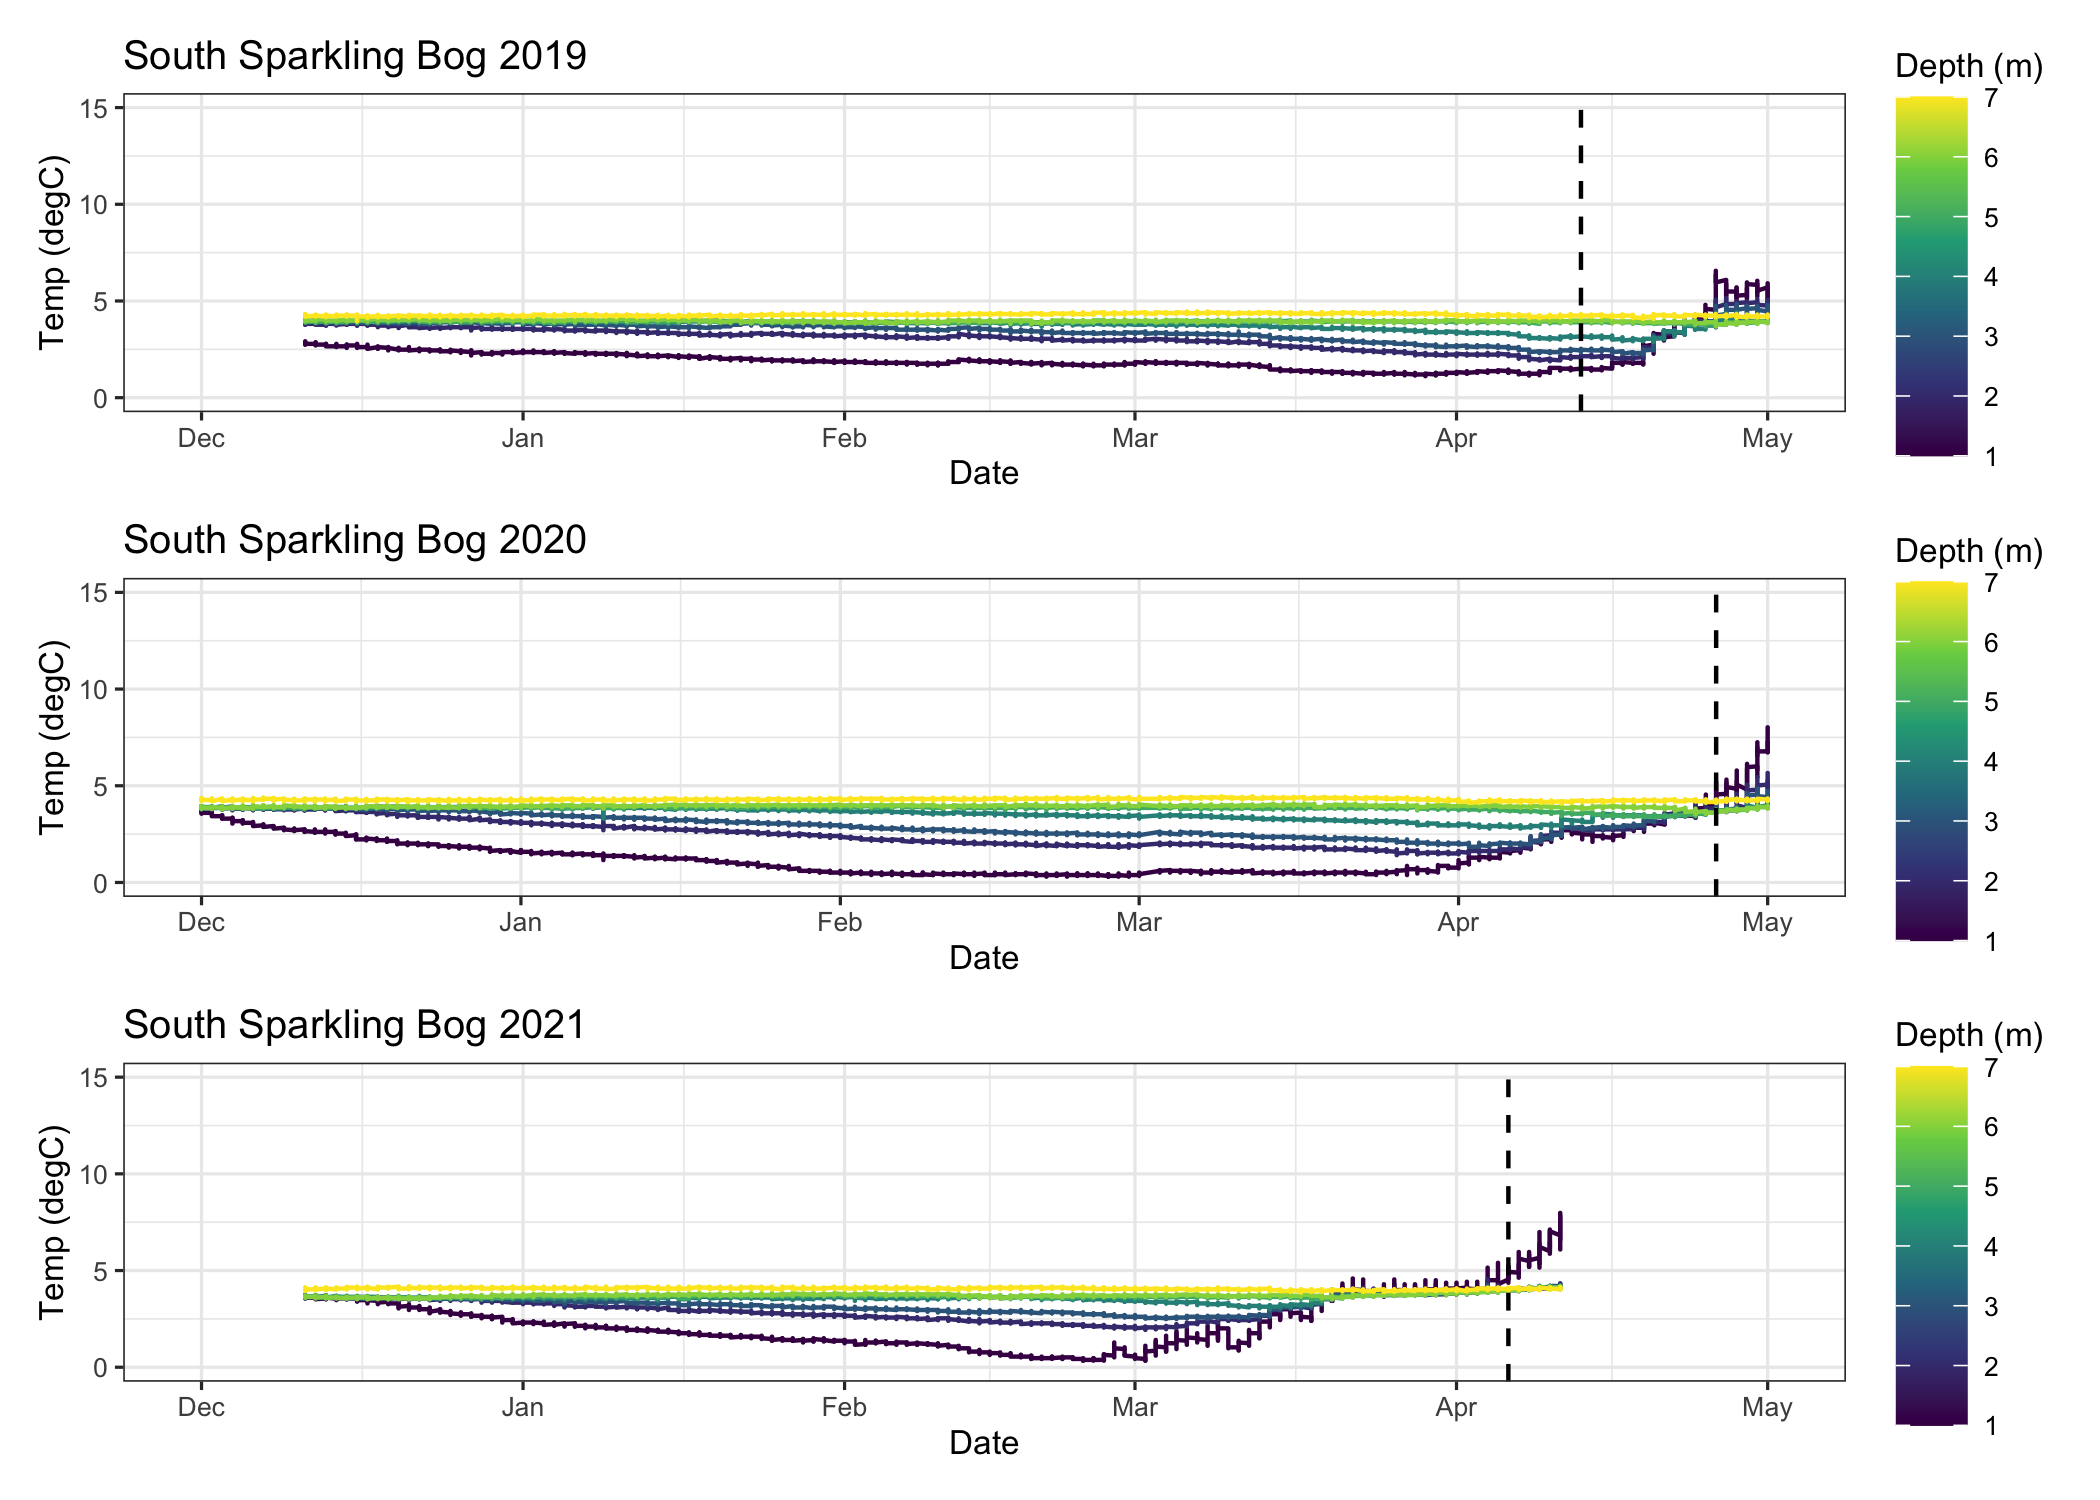 South Sparkling Bog 2019
Depth (m)
Temp (degC)
15
10
5
0
Dec Jan Feb Mar Apr May
Date
7
6
5
4
3
2
1
South Sparkling Bog 2020
Depth (m)
Temp (degC)
15
10
5
0
Dec Jan Feb Mar Apr May
Date
7
6
5
4
3
2
1
South Sparkling Bog 2021
Depth (m)
Temp (degC)
15
10
5
0
Dec Jan Feb Mar Apr May
Date
7
6
5
4
3
2
1